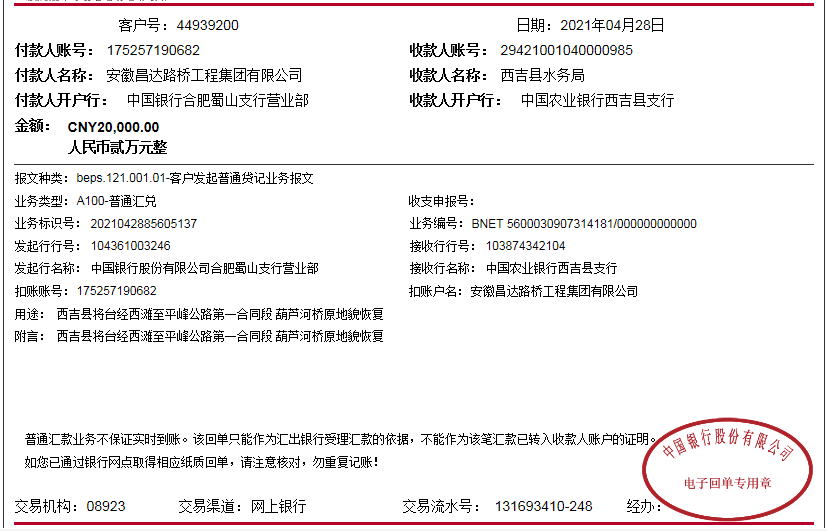 客户号：44939200 日期：2021年04月28日
付款人账号：175257190682 收款人账号：29421001040000985
付款人名称：安徽昌达路桥工程集团有限公司 收款人名称：西吉县水务局
付款人开户行：中国银行合肥蜀山支行营业部 收款人开户行：中国农业银行西吉县支行
金额：CNY20,000.00
人民币贰万元整
报文种类：beps.121.001.01-客户发起普通贷记业务报文
业务类型：A100-普通汇兑 收支申报号：
业务标识号：2021042885605137 业务编号：BNET 5600030907314181/000000000000
发起行行号：104361003246 接收行行号：103874342104
发起行名称：中国银行股份有限公司合肥蜀山支行营业部 接收行名称：中国农业银行西吉县支行
扣账账号：175257190682 扣账户名：安徽昌达路桥工程集团有限公司
用途：西吉县将台经西滩至平峰公路第一合同段 葫芦河桥原地貌恢复
附言：西吉县将台经西滩至平峰公路第一合同段 葫芦河桥原地貌恢复
普通汇款业务不保证实时到账。该回单只能作为汇出银行受理汇款的依据，不能作为该笔汇款已转入收款人账户的证明。
如您已通过银行网点取得相应纸质回单，请注意核对，勿重复记账！
中国银行股份有限公司
电子回单专用章
交易机构：08923 交易渠道：网上银行 交易流水号：131693410-248 经办：